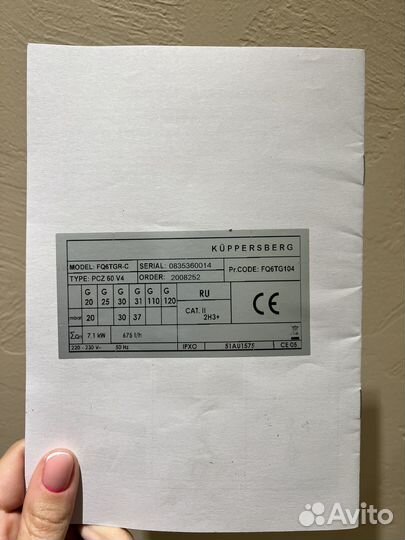 KÜPPERSBERG
MODEL: FQ6TGR-C SERIAL: 0835360014 Pr.CODE: FQ6TG104
TYPE: PCZ 60 V4 ORDER: 2008252
G 20 G 25 G 30 G 31 G 110 G 120 RU
mbar 20 30 37 CAT. II 2H3+ CE
ΣQn 7.1 kW 675 l/h
220 - 230 V~ 50 Hz IPXO 51AU1575 CE 05
Avito